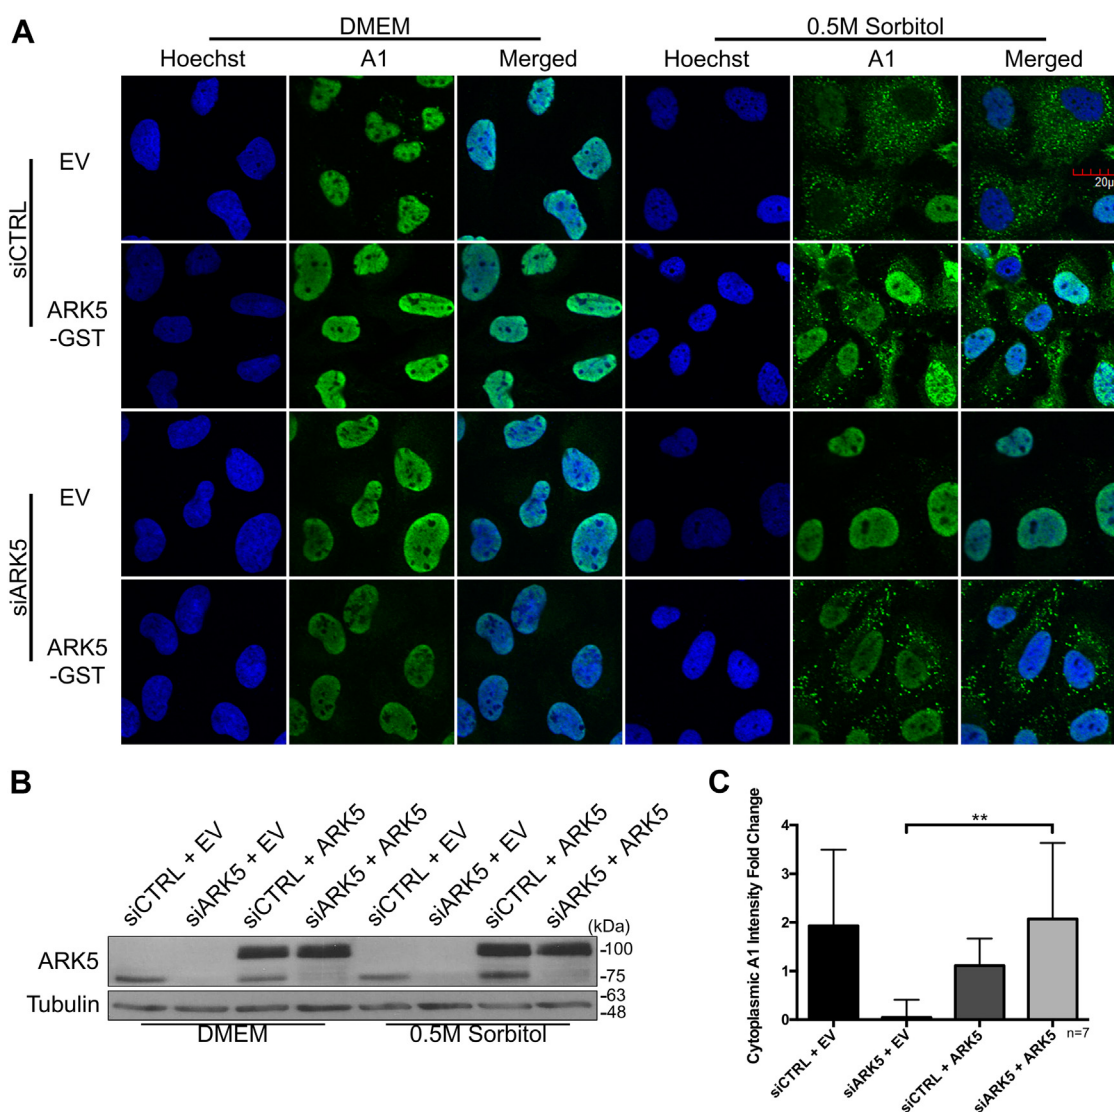 A
DMEM
0.5M Sorbitol
Hoechst A1 Merged Hoechst A1 Merged
siCTRL
EV
20µ
ARK5
-GST
siARK5
EV
ARK5
-GST
B
siCTRL + EV
siARK5 + EV
siCTRL + ARK5
siARK5 + ARK5
siCTRL + EV
siARK5 + EV
siCTRL + ARK5
siARK5 + ARK5
(kDa)
ARK5
-100
-75
Tubulin
-63
-48
DMEM
0.5M Sorbitol
C
Cytoplasmic A1 Intensity Fold Change
**
4
3
2
1
0
siCTRL + EV
siARK5 + EV
siCTRL + ARK5
siARK5 + ARK5
n=7